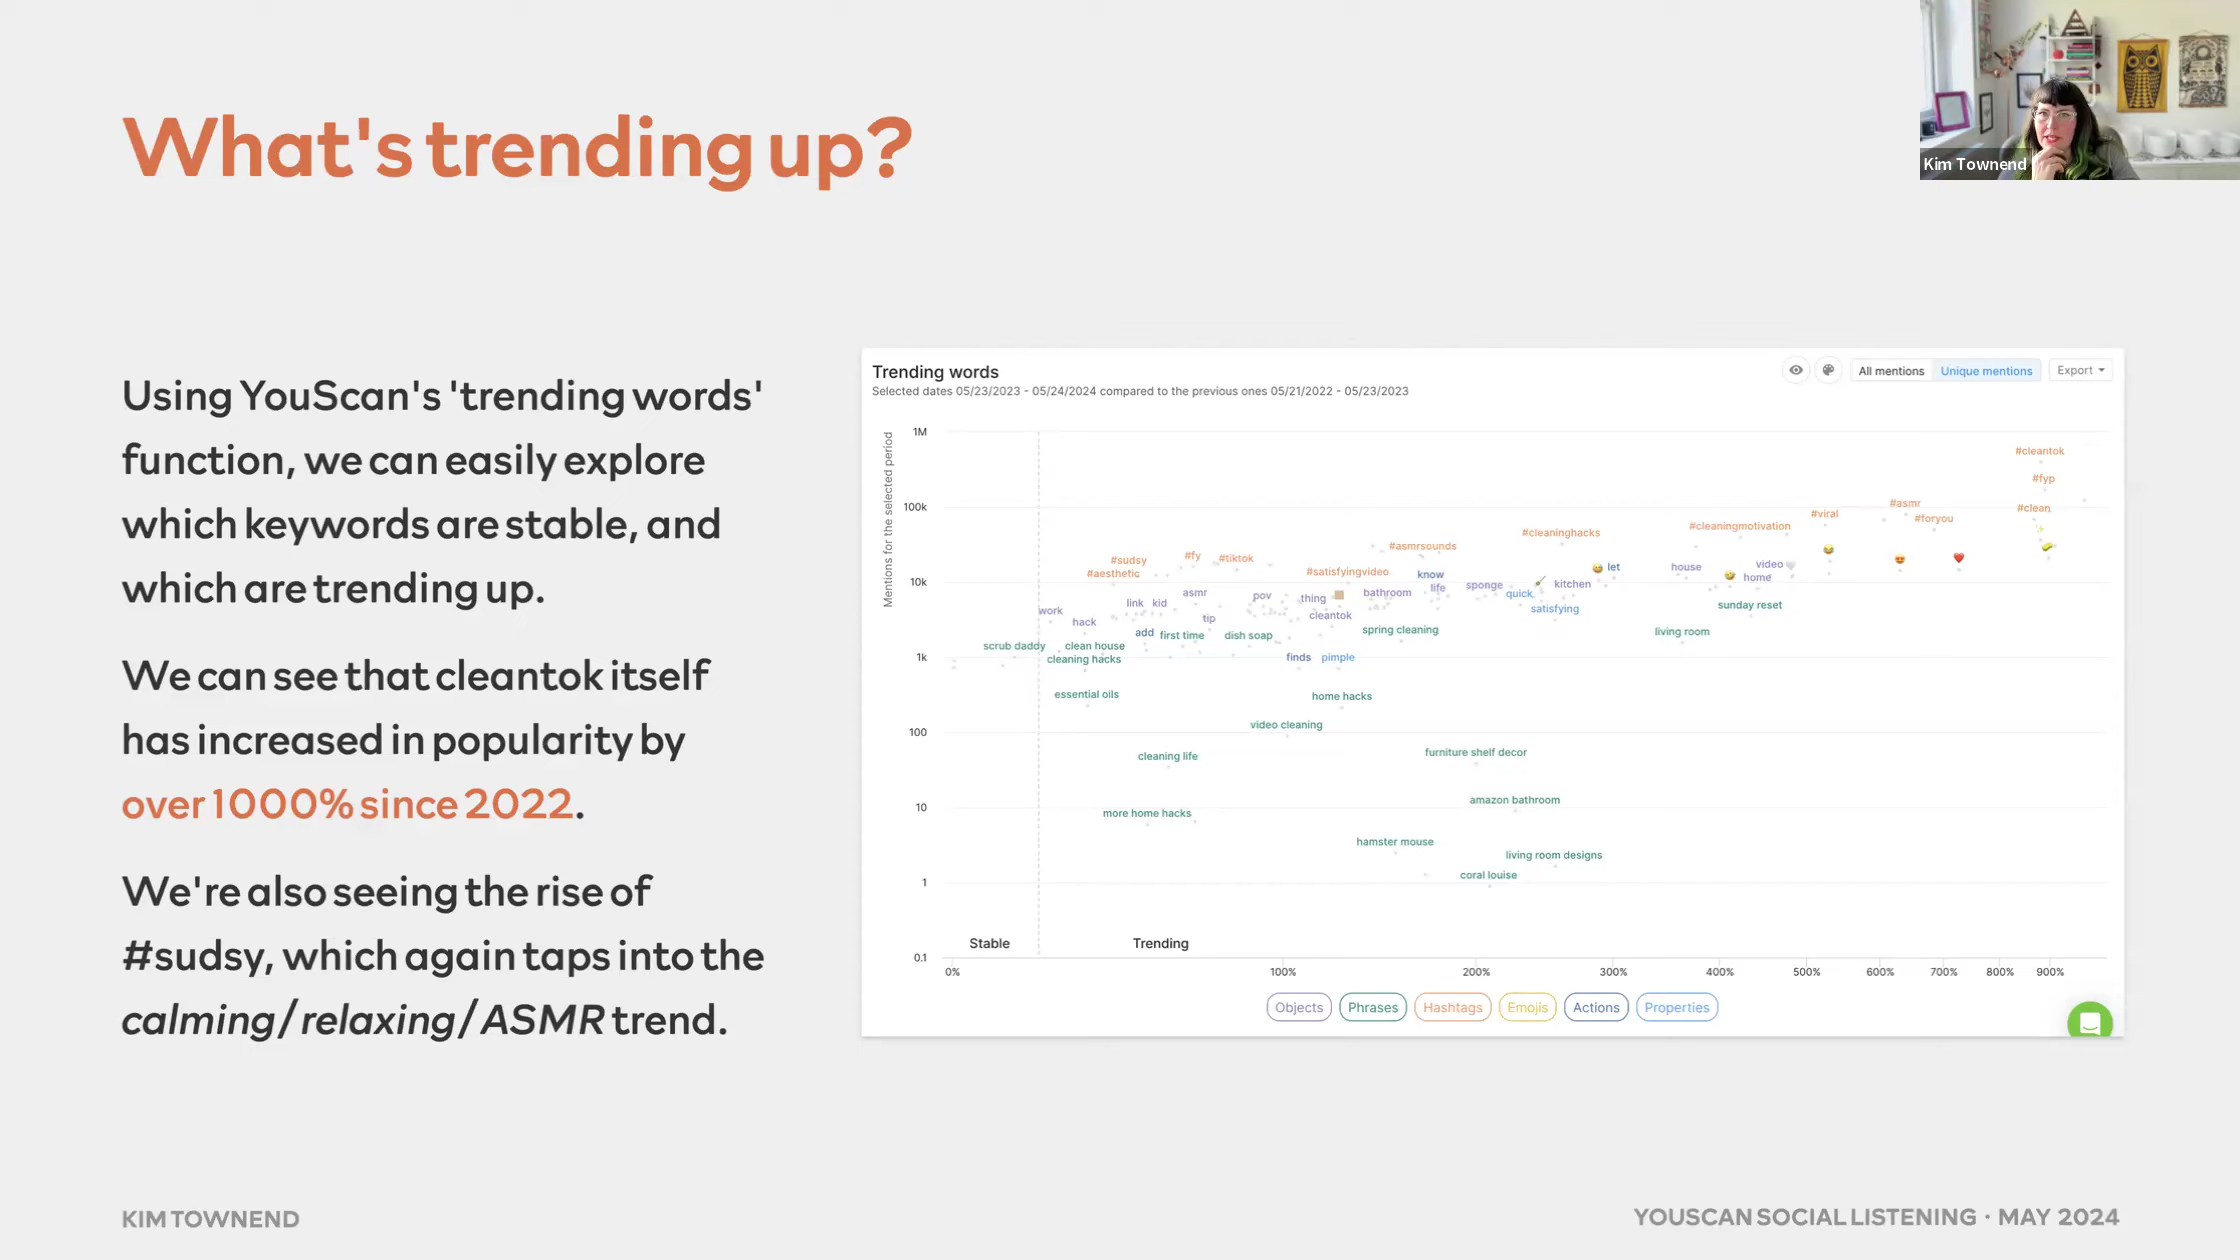 What's trending up?
Kim Townend
Using YouScan's 'trending words'
function, we can easily explore
which keywords are stable, and
which are trending up.
We can see that cleantok itself
has increased in popularity by
over 1000% since 2022.
We're also seeing the rise of
#sudsy, which again taps into the
calming/relaxing/ASMR trend.
Trending words
Selected dates 05/23/2023 - 05/24/2024 compared to the previous ones 05/21/2022 - 05/23/2023
All mentions
Unique mentions
Export
Mentions for the selected period
1M
100k
10k
1k
100
10
1
0.1
#cleantok
#fyp
#clean
#asmr
#foryou
#viral
#cleaningmotivation
#cleaninghacks
#asmrsounds
#satisfyingvideo
#sudsy
#aesthetic
#fy
#tiktok
know
life
let
house
video
home
sponge
kitchen
quick
satisfying
bathroom
thing
cleantok
pov
asmr
tip
link
kid
work
hack
add
first time
dish soap
spring cleaning
sunday reset
living room
scrub daddy
clean house
cleaning hacks
finds
pimple
essential oils
home hacks
video cleaning
cleaning life
furniture shelf decor
amazon bathroom
more home hacks
hamster mouse
living room designs
coral louise
Stable
Trending
0%
100%
200%
300%
400%
500%
600%
700%
800%
900%
Objects
Phrases
Hashtags
Emojis
Actions
Properties
KIM TOWNEND
YOUSCAN SOCIAL LISTENING · MAY 2024